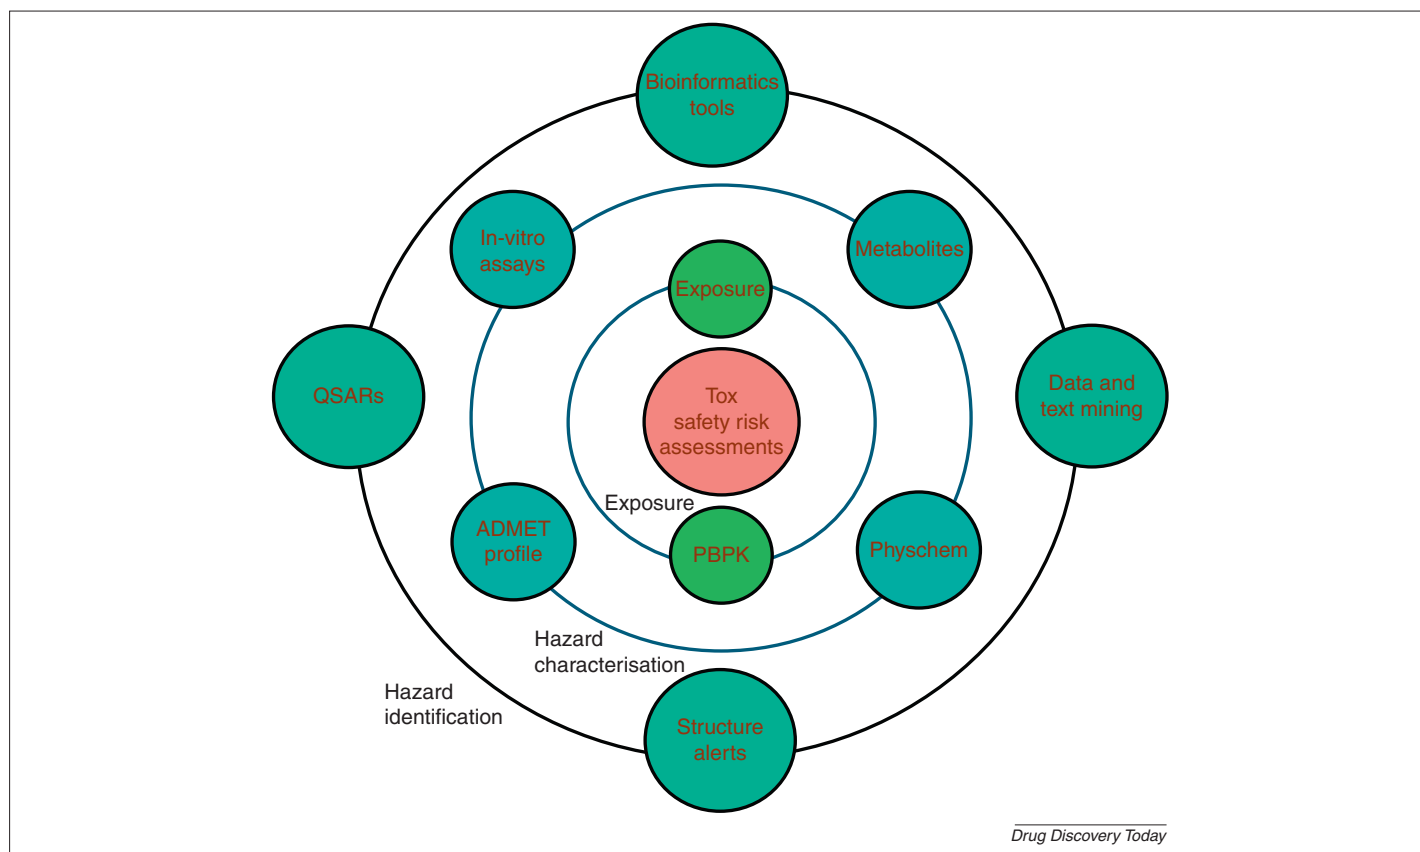 Bioinformatics
tools
In-vitro
assays
Metabolites
Exposure
QSARs
Tox
safety risk
assessments
Data and
text mining
Exposure
ADMET
profile
PBPK
Physchem
Hazard
characterisation
Hazard
identification
Structure
alerts
Drug Discovery Today